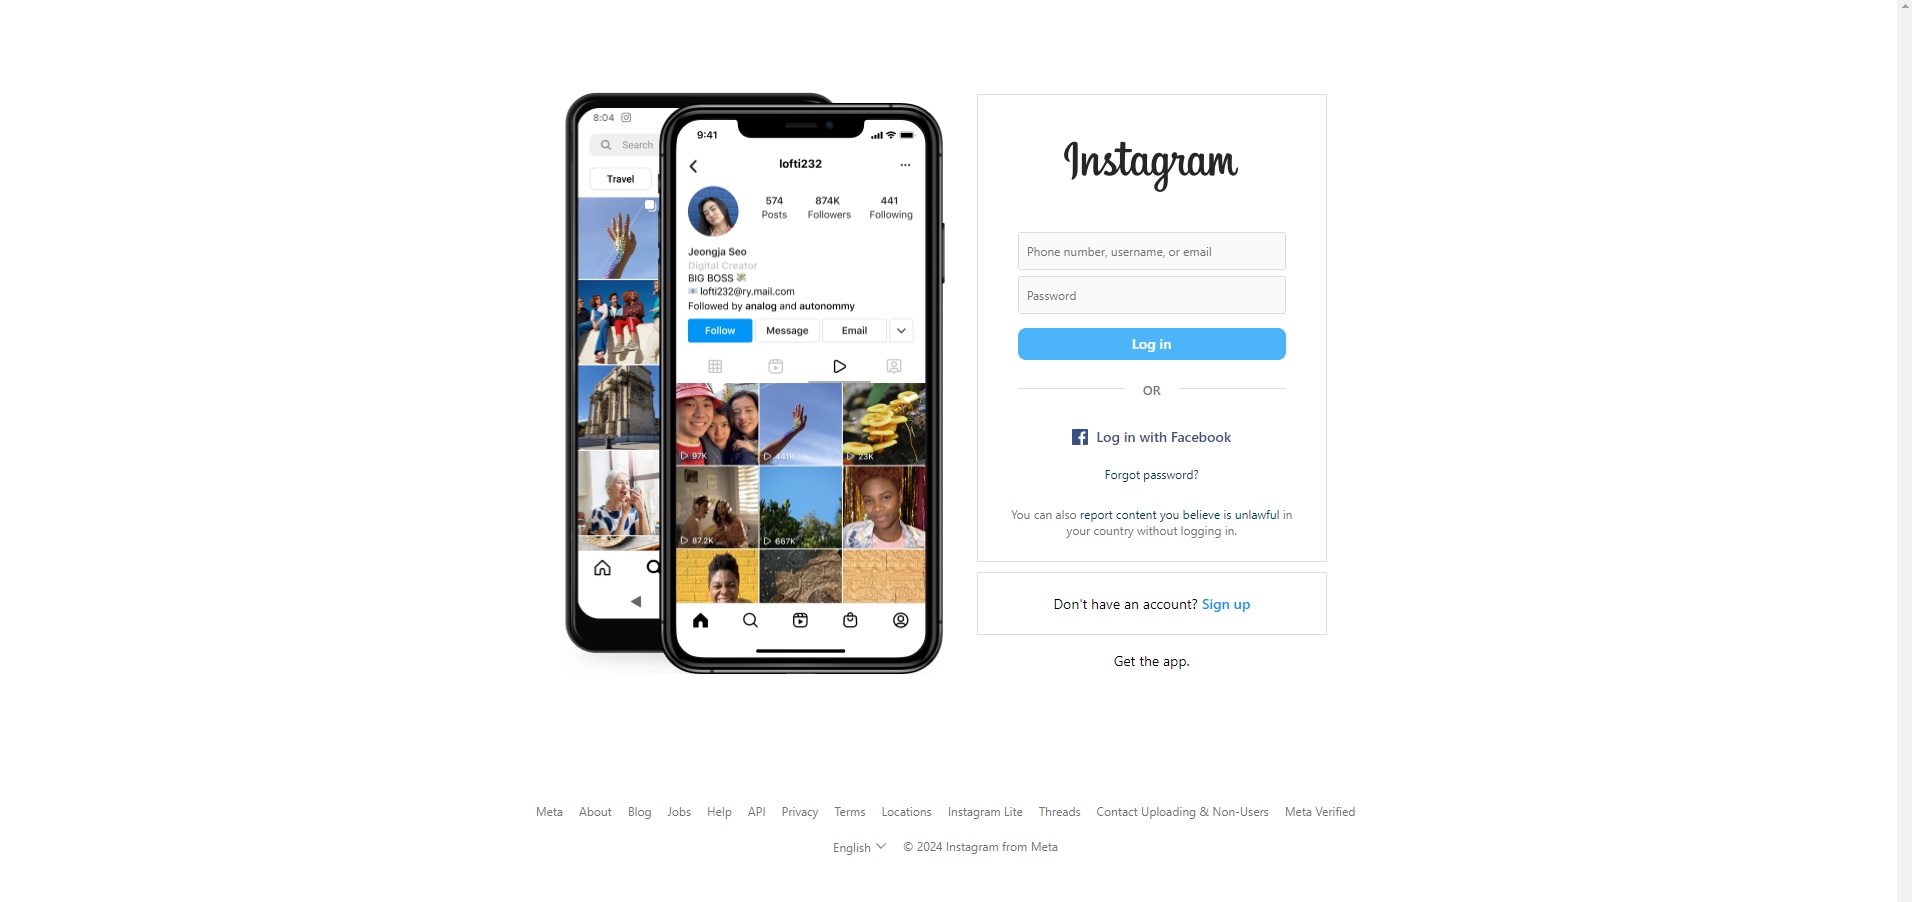 8:04
Search
Travel
9:41
lofti232
574
Posts
874K
Followers
441
Following
Jeongja Seo
Digital Creator
BIG BOSS
lofti232@ry.mail.com
Followed by analog and autonommy
Follow
Message
Email
97K
441K
23K
87.2K
667K
Instagram
Phone number, username, or email
Password
Log in
OR
Log in with Facebook
Forgot password?
You can also report content you believe is unlawful in
your country without logging in.
Don't have an account? Sign up
Get the app.
Meta About Blog Jobs Help API Privacy Terms Locations Instagram Lite Threads Contact Uploading & Non-Users Meta Verified
English © 2024 Instagram from Meta